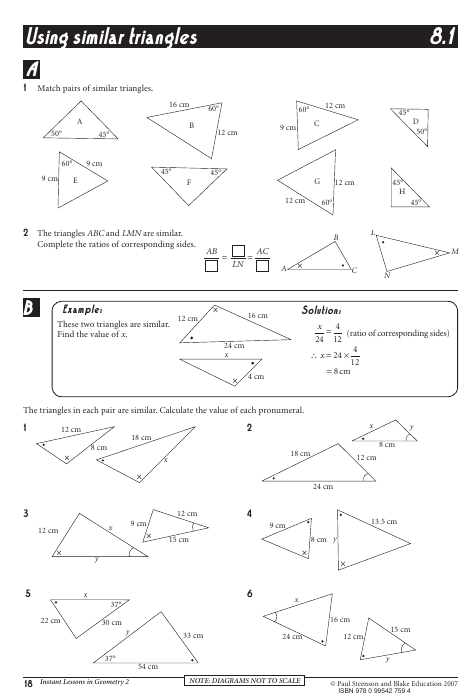 Using similar triangles 8.1
A
1 Match pairs of similar triangles.
A 50° 45°
16 cm 60° B 12 cm
60° 12 cm 9 cm C
45° D 50°
60° 9 cm 9 cm E
45° 45° F
G 12 cm 12 cm 60°
45° H 45°
2 The triangles ABC and LMN are similar.
Complete the ratios of corresponding sides.
AB = = AC
LN
A B C
L M N
B
Example:
These two triangles are similar.
Find the value of x.
12 cm 16 cm
24 cm
x
4 cm
Solution:
x/24 = 4/12 (ratio of corresponding sides)
∴ x = 24 × 4/12
= 8 cm
The triangles in each pair are similar. Calculate the value of each pronumeral.
1 12 cm 8 cm 18 cm x
2 x y 8 cm 18 cm 12 cm 24 cm
3 12 cm x y 9 cm 12 cm 15 cm
4 9 cm 8 cm y 13.5 cm
5 x 37° 22 cm 30 cm y 33 cm 37° 54 cm
6 x 16 cm 24 cm 12 cm 15 cm y
18 Instant Lessons in Geometry 2
NOTE: DIAGRAMS NOT TO SCALE
© Paul Steenson and Blake Education 2007
ISBN 978 0 99542 759 4